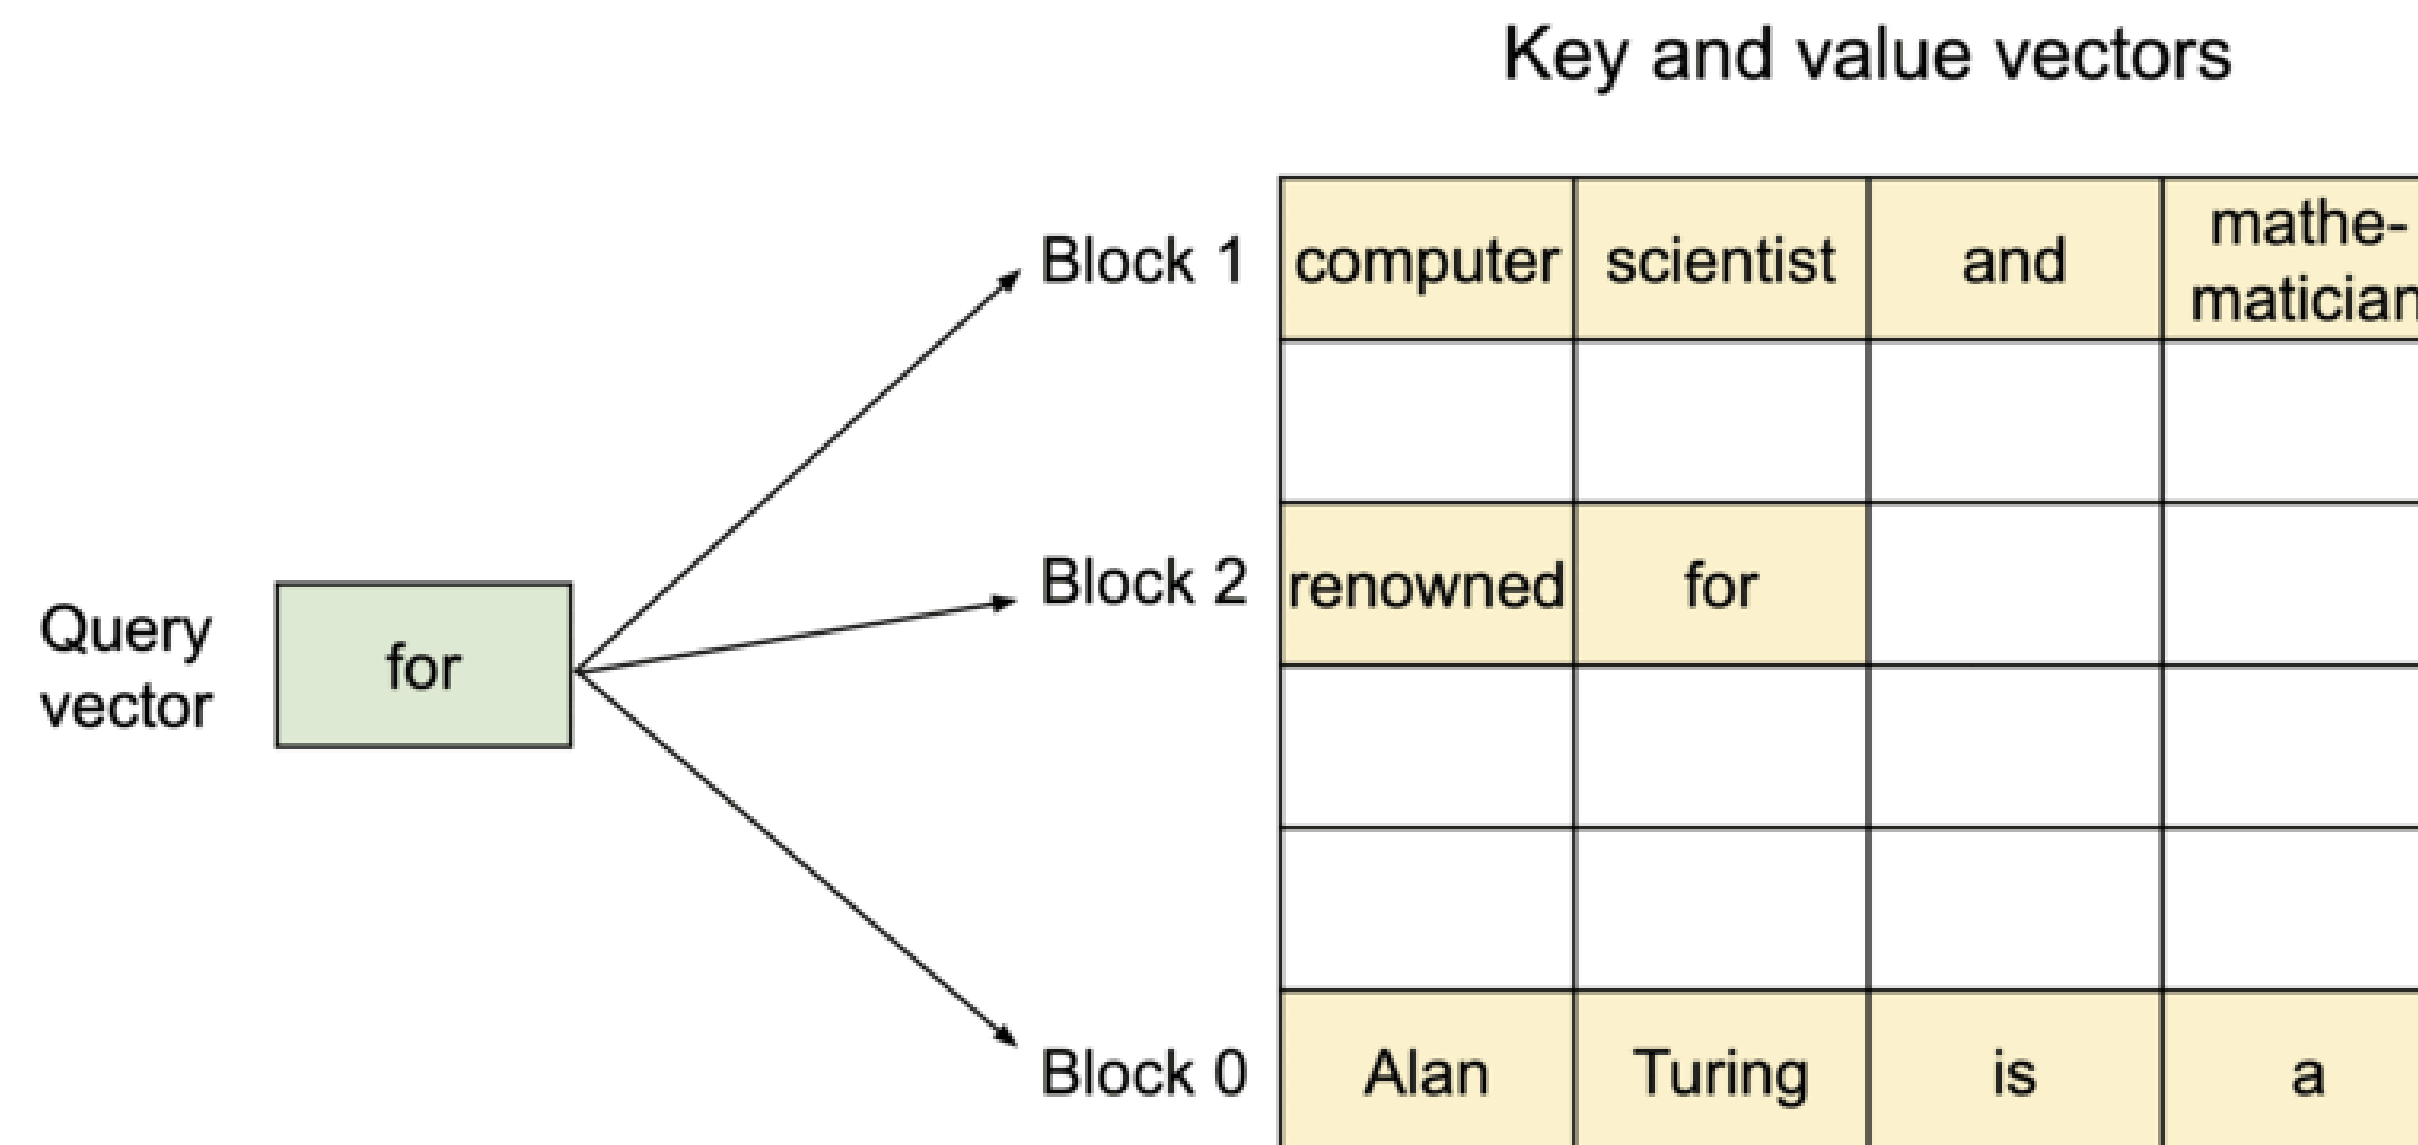 Key and value vectors
Block 1 computer scientist and mathe-
matician
Block 2 renowned for
Query
vector
for
Block 0 Alan Turing is a